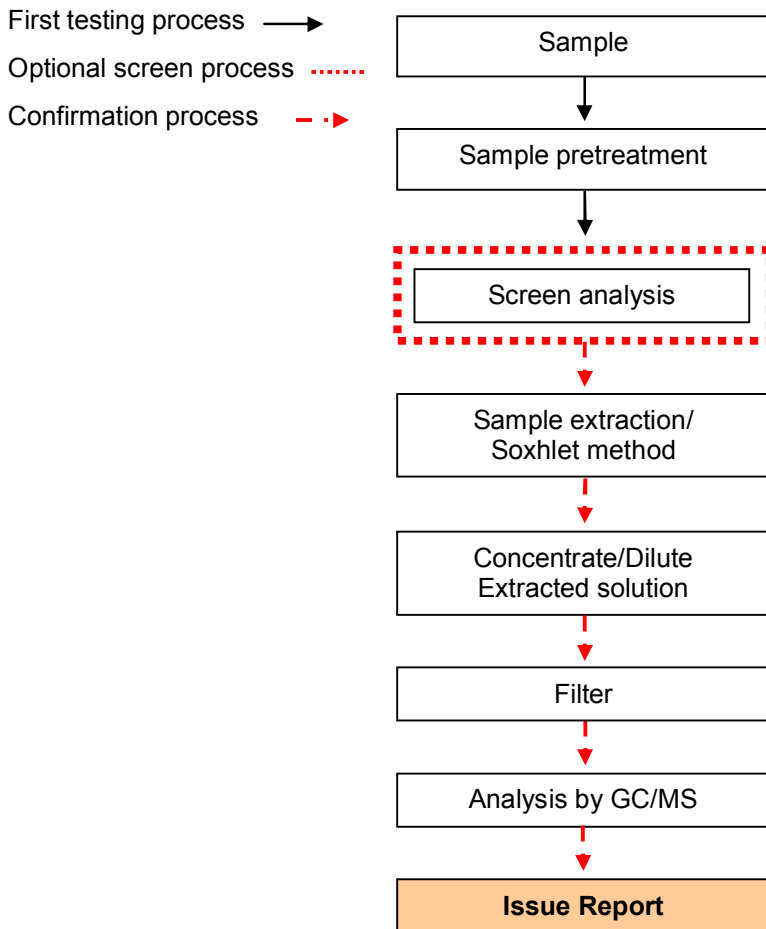 First testing process
Optional screen process
Confirmation process
Sample
Sample pretreatment
Screen analysis
Sample extraction/
Soxhlet method
Concentrate/Dilute
Extracted solution
Filter
Analysis by GC/MS
Issue Report